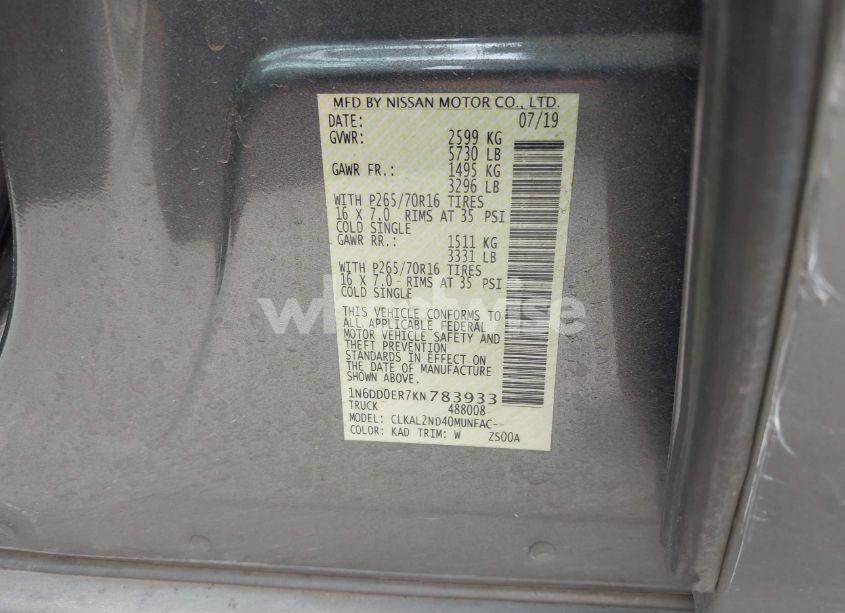 MFD BY NISSAN MOTOR CO., LTD.
DATE: 07/19
GVWR: 2599 KG
5730 LB
GAWR FR.: 1495 KG
3296 LB
WITH P265/70R16 TIRES
16 X 7.0 RIMS AT 35 PSI
COLD SINGLE
GAWR RR.: 1511 KG
3331 LB
WITH P265/70R16 TIRES
16 X 7.0 RIMS AT 35 PSI
COLD SINGLE
wheelwise
THIS VEHICLE CONFORMS TO
ALL APPLICABLE FEDERAL
MOTOR VEHICLE SAFETY AND
THEFT PREVENTION
STANDARDS IN EFFECT ON
THE DATE OF MANUFACTURE
SHOWN ABOVE.
1N6DD0ER7KN783933
TRUCK 488008
MODEL: CLKAL2ND40MUNFAC--
COLOR: KAD TRIM: W ZS00A